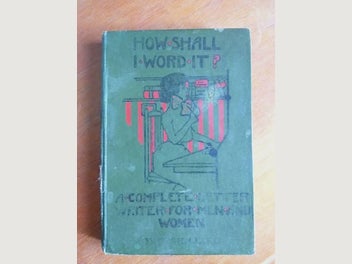 HOW·SHALL
I·WORD·IT?
A·COMPLETE·LETTER
WRITER·FOR·MEN·AND
WOMEN